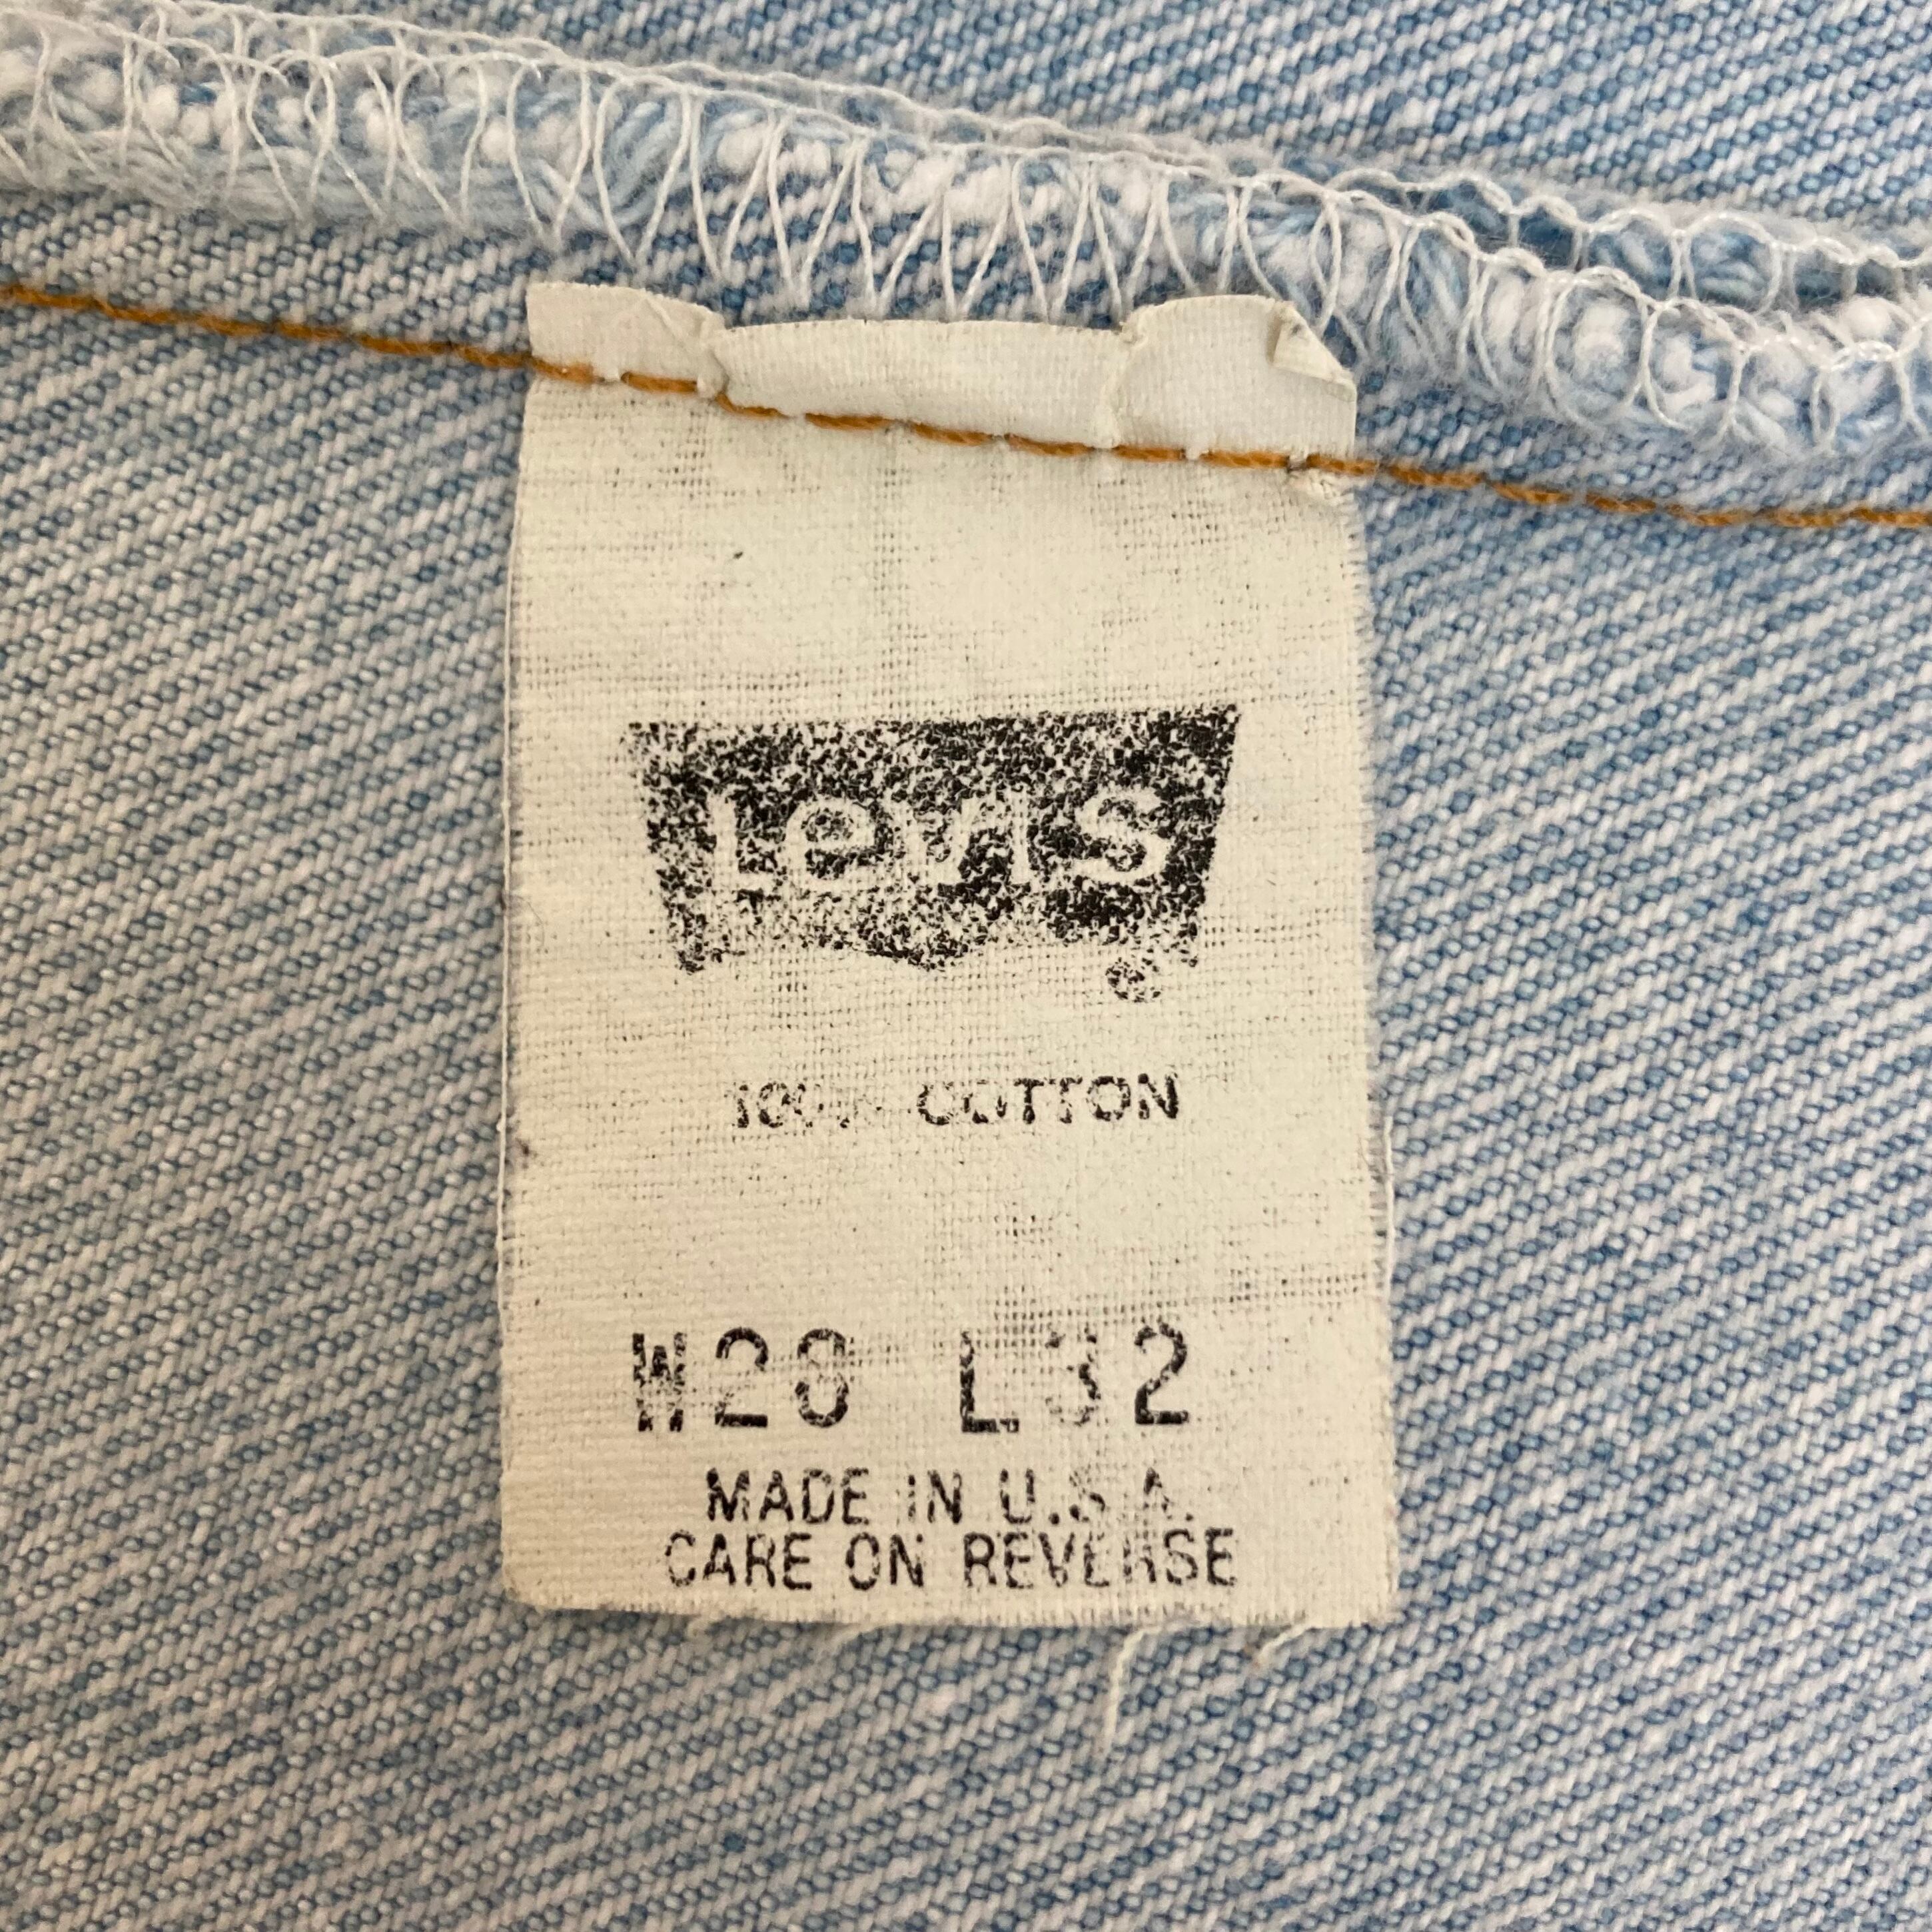 Levi's
®
100% COTTON
W28 L32
MADE IN U.S.A.
CARE ON REVERSE